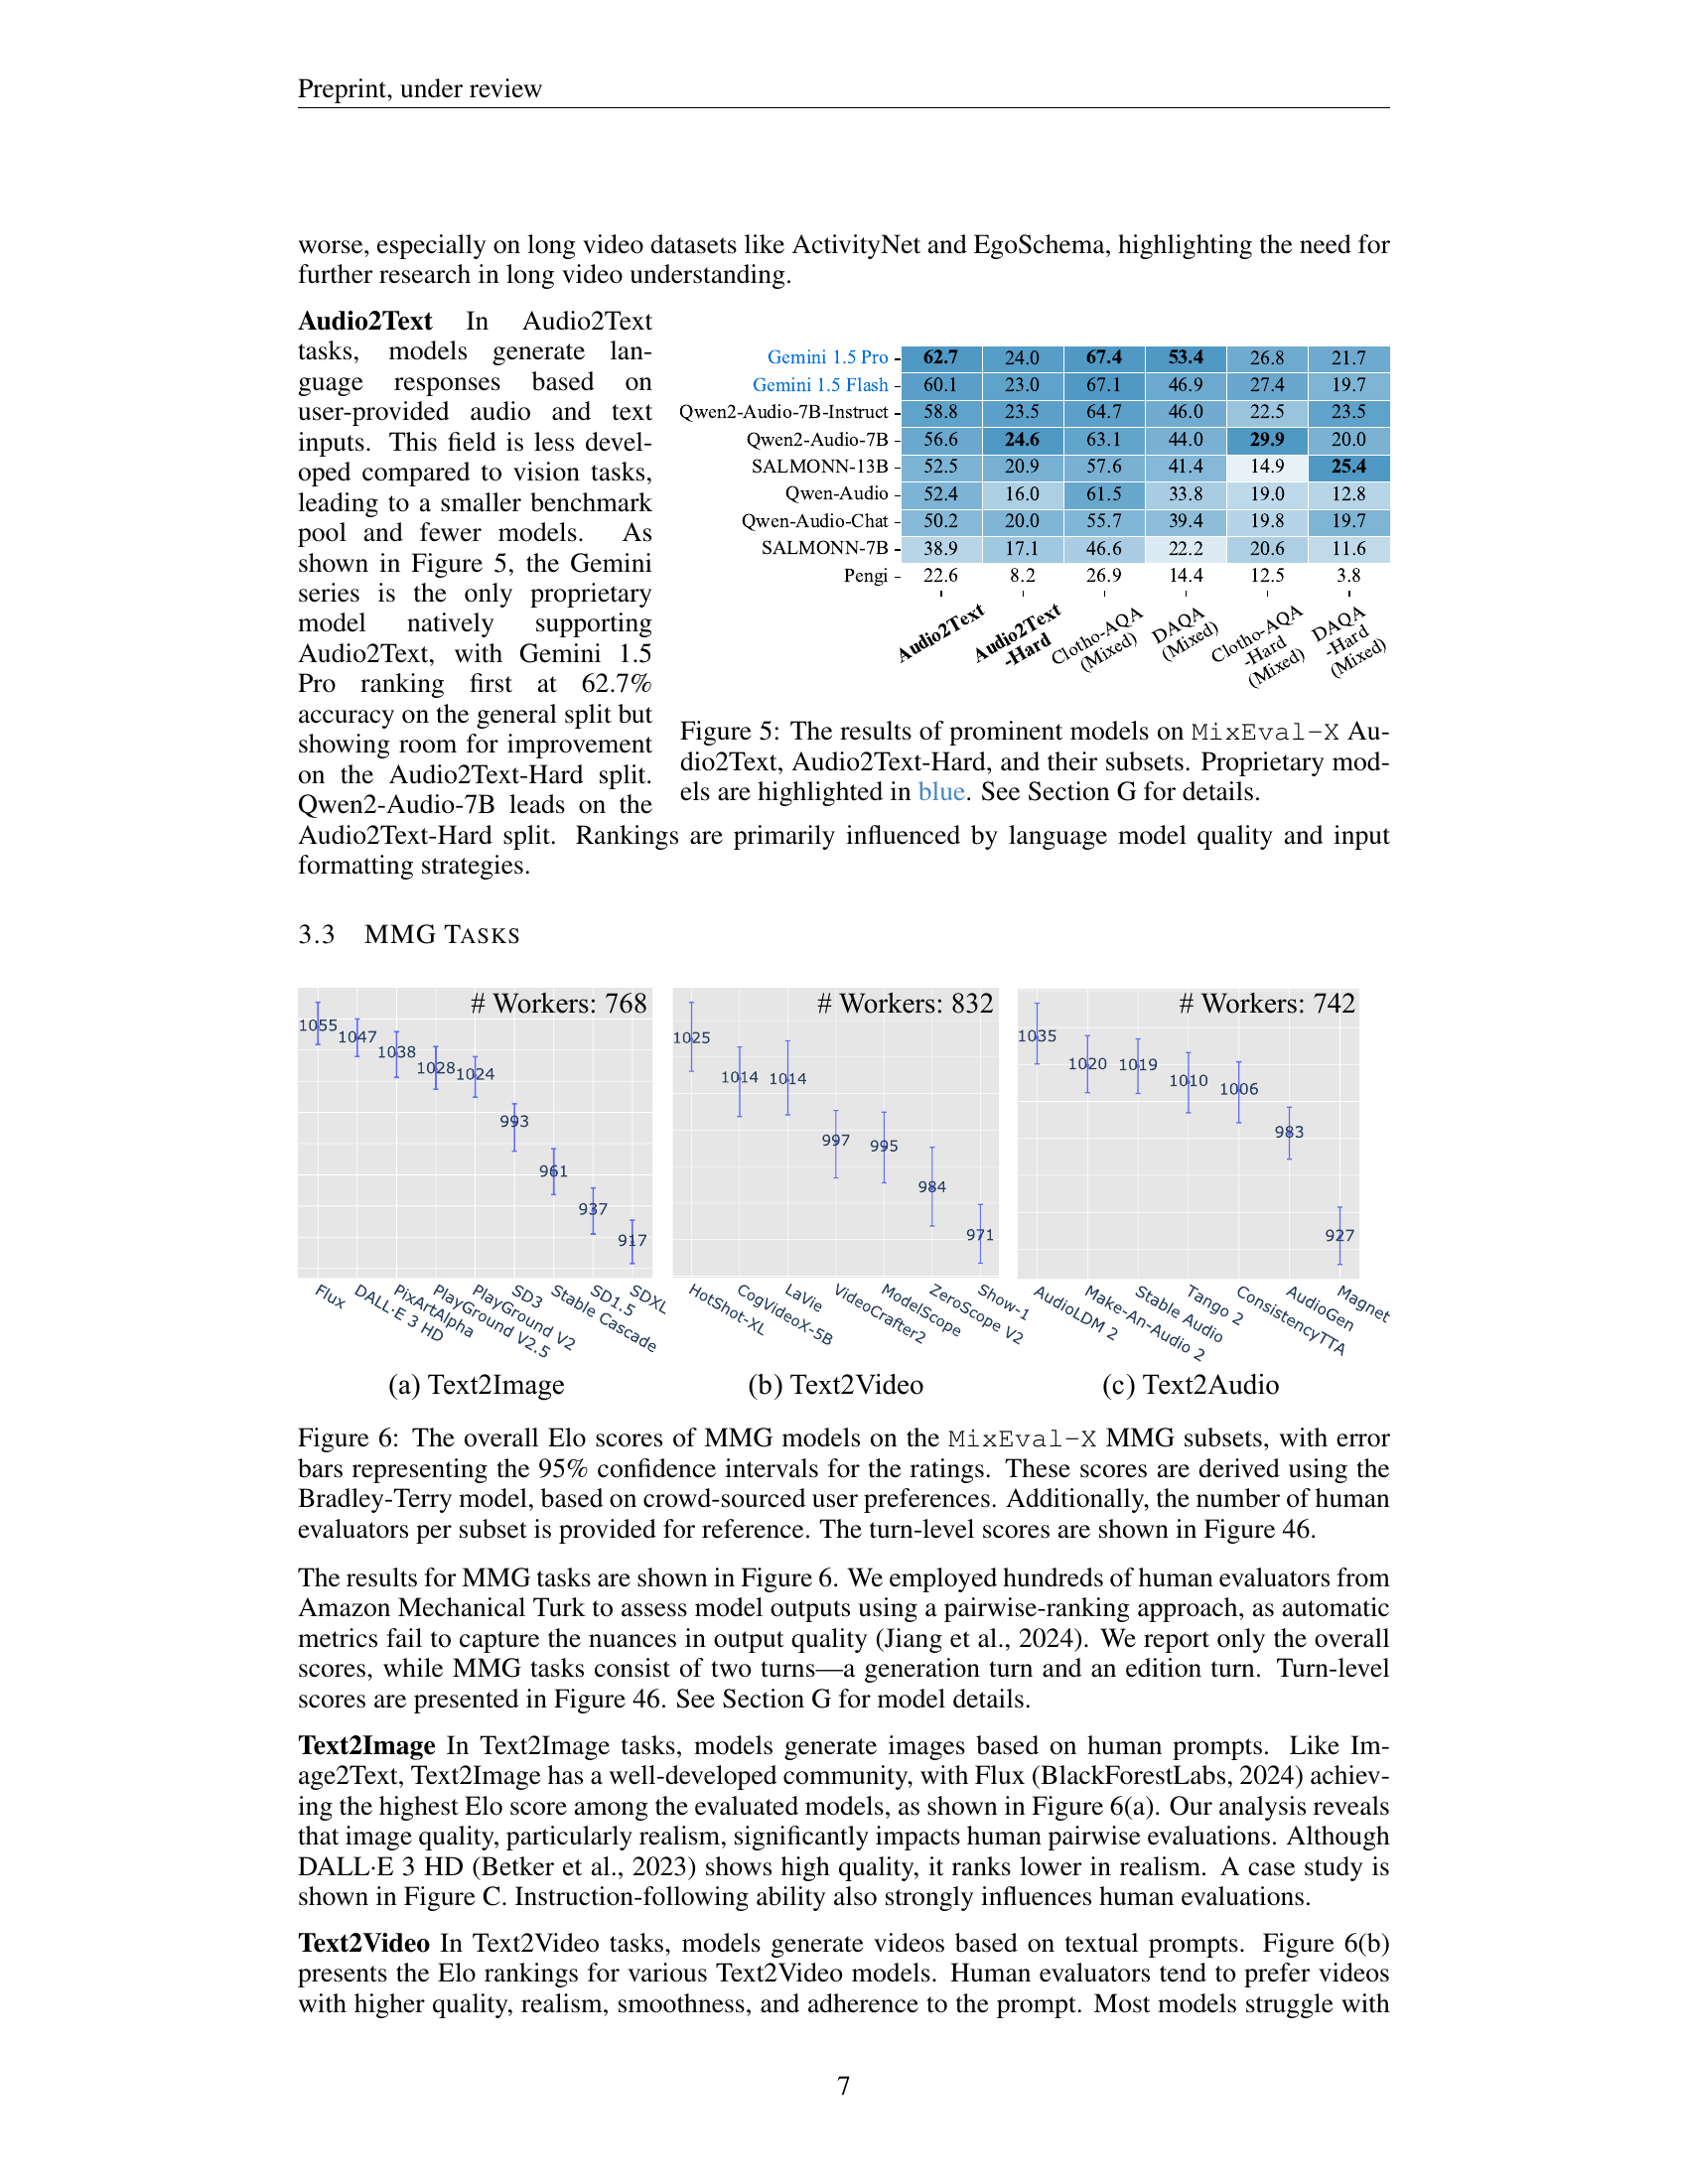 Preprint, under review
worse, especially on long video datasets like ActivityNet and EgoSchema, highlighting the need for
further research in long video understanding.
Audio2Text In Audio2Text
tasks, models generate lan-
guage responses based on
user-provided audio and text
inputs. This field is less devel-
oped compared to vision tasks,
leading to a smaller benchmark
pool and fewer models. As
shown in Figure 5, the Gemini
series is the only proprietary
model natively supporting
Audio2Text, with Gemini 1.5
Pro ranking first at 62.7%
accuracy on the general split but
showing room for improvement
on the Audio2Text-Hard split.
Qwen2-Audio-7B leads on the
Audio2Text-Hard split. Rankings are primarily influenced by language model quality and input
formatting strategies.
Gemini 1.5 Pro 62.7 24.0 67.4 53.4 26.8 21.7
Gemini 1.5 Flash 60.1 23.0 67.1 46.9 27.4 19.7
Qwen2-Audio-7B-Instruct 58.8 23.5 64.7 46.0 22.5 23.5
Qwen2-Audio-7B 56.6 24.6 63.1 44.0 29.9 20.0
SALMONN-13B 52.5 20.9 57.6 41.4 14.9 25.4
Qwen-Audio 52.4 16.0 61.5 33.8 19.0 12.8
Qwen-Audio-Chat 50.2 20.0 55.7 39.4 19.8 19.7
SALMONN-7B 38.9 17.1 46.6 22.2 20.6 11.6
Pengi 22.6 8.2 26.9 14.4 12.5 3.8
Audio2Text
Audio2Text
-Hard
Clotho-AQA
(Mixed)
DAQA
(Mixed)
Clotho-AQA
-Hard
(Mixed)
DAQA
-Hard
(Mixed)
Figure 5: The results of prominent models on MixEval-X Au-
dio2Text, Audio2Text-Hard, and their subsets. Proprietary mod-
els are highlighted in blue. See Section G for details.
3.3 MMG TASKS
# Workers: 768
1055
1047
1038
1028
1024
993
961
937
917
Flux
DALL·E 3 HD
PixArtAlpha
PlayGround V2.5
PlayGround V2
SD3
Stable Cascade
SD1.5
SDXL
(a) Text2Image
# Workers: 832
1025
1014
1014
997
995
984
971
HotShot-XL
CogVideoX-5B
LaVie
VideoCrafter2
ModelScope
ZeroScope V2
Show-1
(b) Text2Video
# Workers: 742
1035
1020
1019
1010
1006
983
927
AudioLDM 2
Make-An-Audio 2
Stable Audio
Tango 2
ConsistencyTTA
AudioGen
Magnet
(c) Text2Audio
Figure 6: The overall Elo scores of MMG models on the MixEval-X MMG subsets, with error
bars representing the 95% confidence intervals for the ratings. These scores are derived using the
Bradley-Terry model, based on crowd-sourced user preferences. Additionally, the number of human
evaluators per subset is provided for reference. The turn-level scores are shown in Figure 46.
The results for MMG tasks are shown in Figure 6. We employed hundreds of human evaluators from
Amazon Mechanical Turk to assess model outputs using a pairwise-ranking approach, as automatic
metrics fail to capture the nuances in output quality (Jiang et al., 2024). We report only the overall
scores, while MMG tasks consist of two turns—a generation turn and an edition turn. Turn-level
scores are presented in Figure 46. See Section G for model details.
Text2Image In Text2Image tasks, models generate images based on human prompts. Like Im-
age2Text, Text2Image has a well-developed community, with Flux (BlackForestLabs, 2024) achiev-
ing the highest Elo score among the evaluated models, as shown in Figure 6(a). Our analysis reveals
that image quality, particularly realism, significantly impacts human pairwise evaluations. Although
DALL·E 3 HD (Betker et al., 2023) shows high quality, it ranks lower in realism. A case study is
shown in Figure C. Instruction-following ability also strongly influences human evaluations.
Text2Video In Text2Video tasks, models generate videos based on textual prompts. Figure 6(b)
presents the Elo rankings for various Text2Video models. Human evaluators tend to prefer videos
with higher quality, realism, smoothness, and adherence to the prompt. Most models struggle with
7